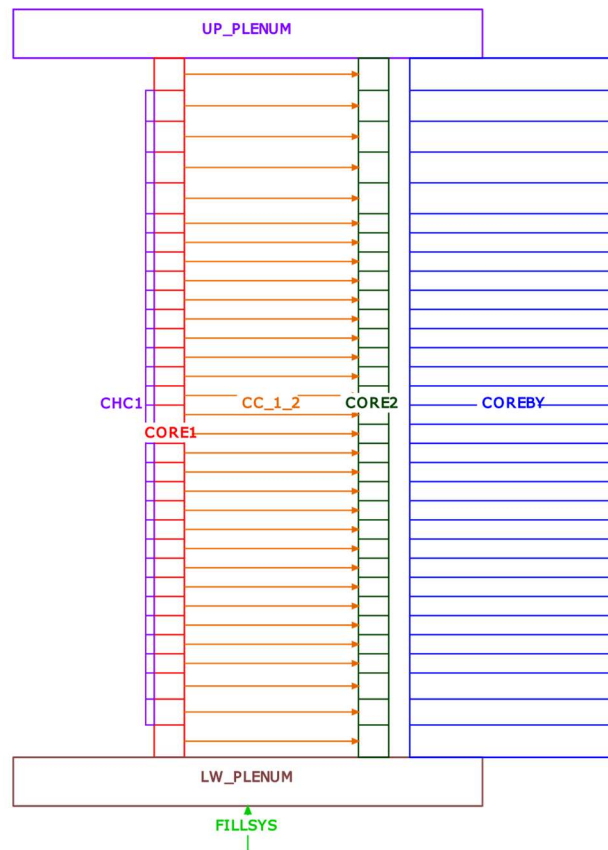 UP_PLENUM
CHC1
CC_1_2
CORE2
COREBY
CORE1
LW_PLENUM
FILLSYS